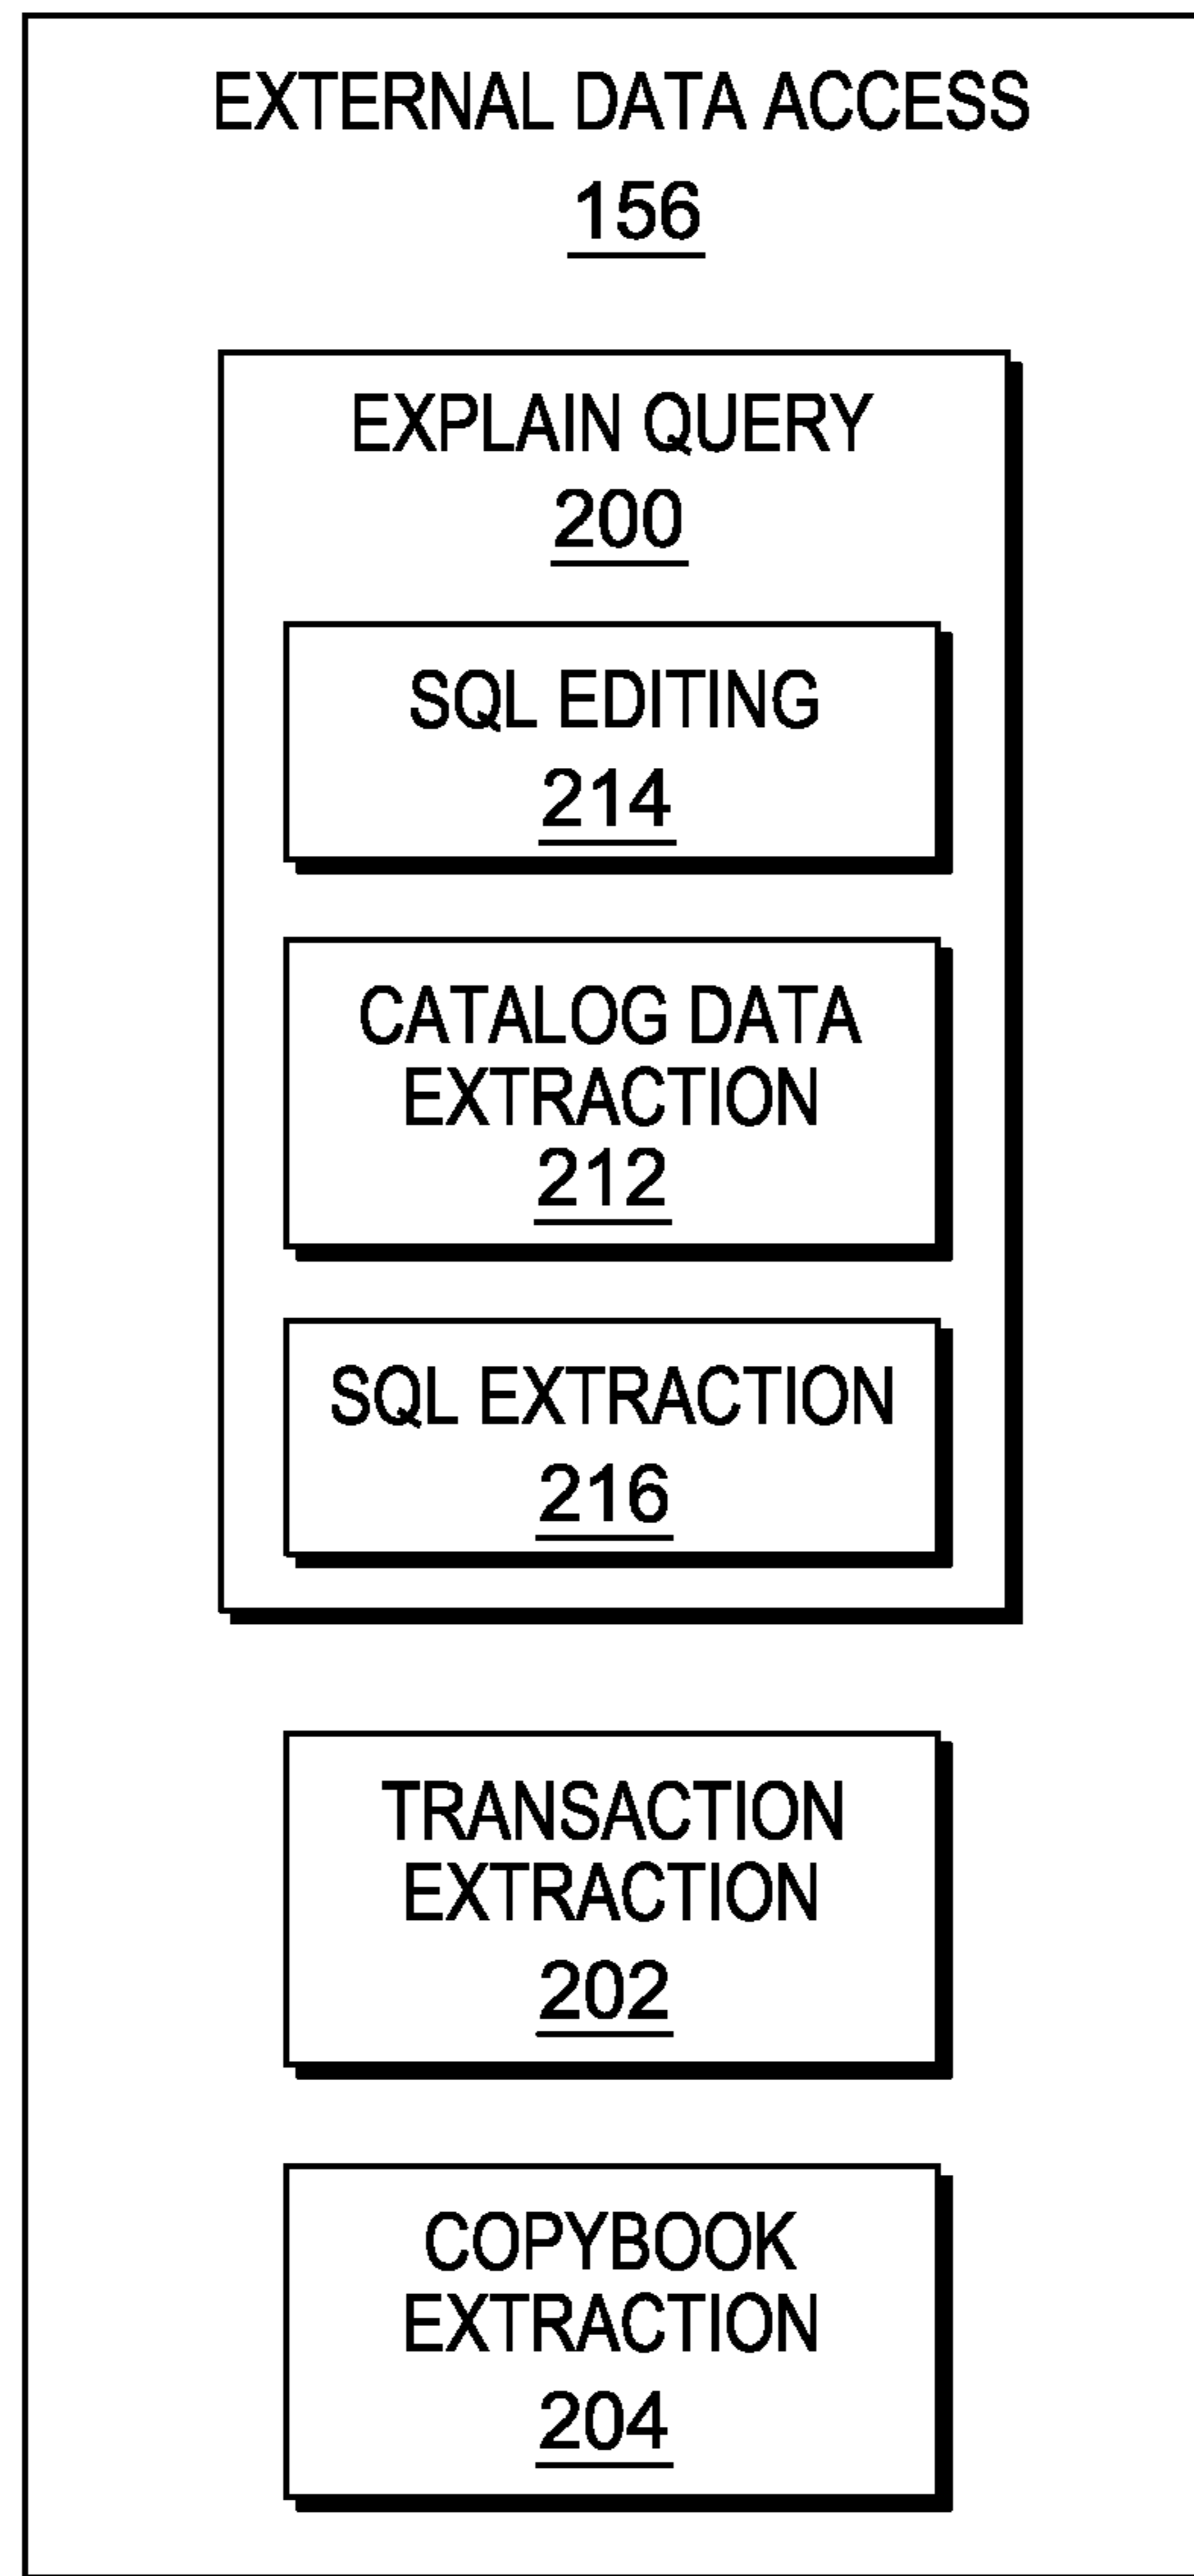 EXTERNAL DATA ACCESS
156
EXPLAIN QUERY
200
SQL EDITING
214
CATALOG DATA
EXTRACTION
212
SQL EXTRACTION
216
TRANSACTION
EXTRACTION
202
COPYBOOK
EXTRACTION
204